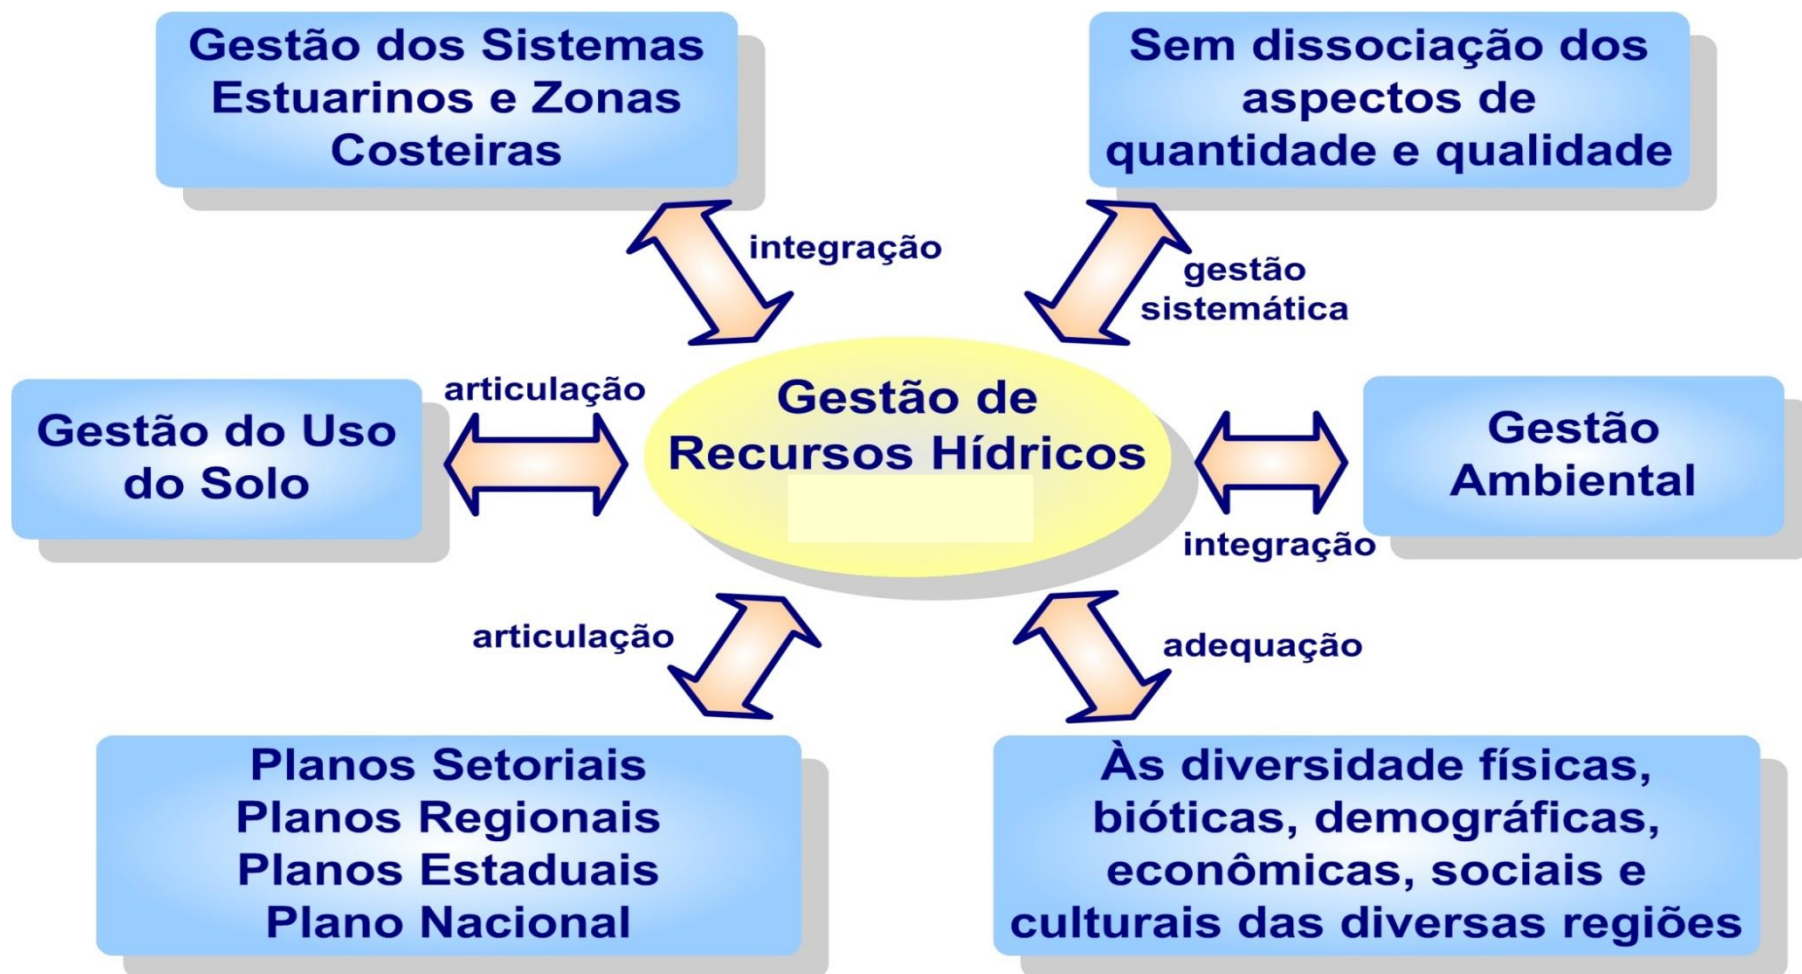 Gestão dos Sistemas
Estuarinos e Zonas
Costeiras
Sem dissociação dos
aspectos de
quantidade e qualidade
integração
gestão
sistemática
articulação
Gestão do Uso
do Solo
Gestão de
Recursos Hídricos
Gestão
Ambiental
integração
articulação
adequação
Planos Setoriais
Planos Regionais
Planos Estaduais
Plano Nacional
Às diversidade físicas,
bióticas, demográficas,
econômicas, sociais e
culturais das diversas regiões